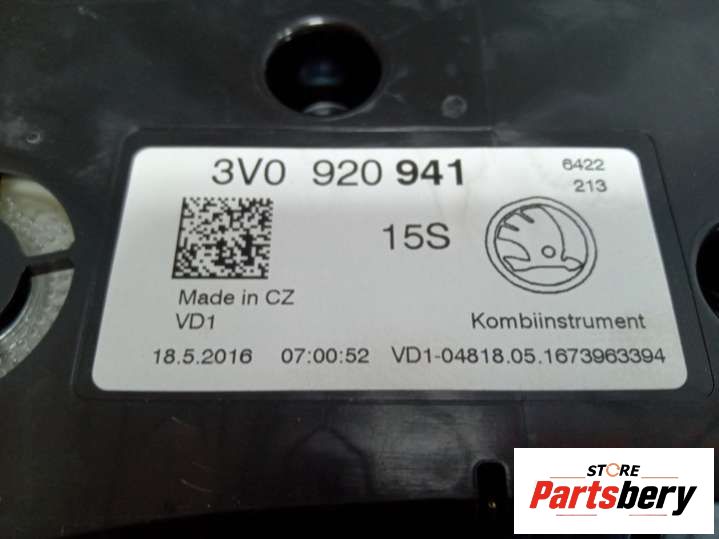 3V0 920 941
6422
213
15S
Made in CZ
VD1
Kombiinstrument
18.5.2016 07:00:52 VD1-04818.05.1673963394
STORE
Partsbery